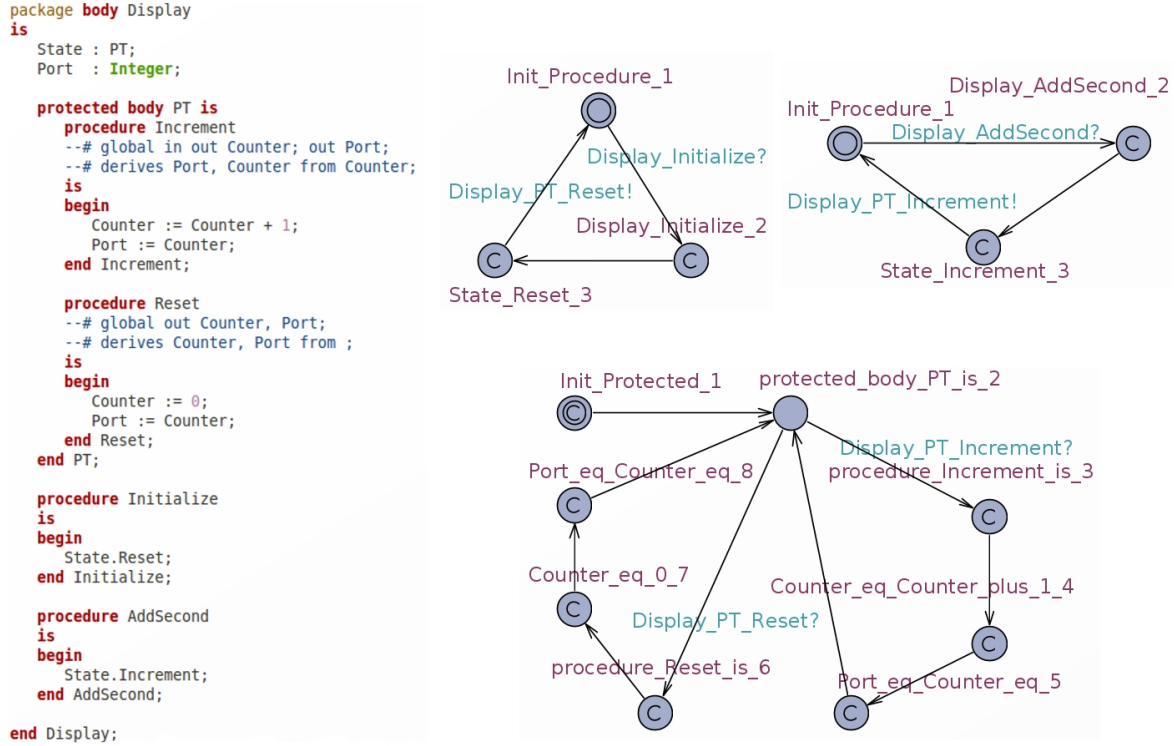 package body Display
is
State : PT;
Port  : Integer;
protected body PT is
procedure Increment
--# global in out Counter; out Port;
--# derives Port, Counter from Counter;
is
begin
Counter := Counter + 1;
Port := Counter;
end Increment;
procedure Reset
--# global out Counter, Port;
--# derives Counter, Port from ;
is
begin
Counter := 0;
Port := Counter;
end Reset;
end PT;
procedure Initialize
is
begin
State.Reset;
end Initialize;
procedure AddSecond
is
begin
State.Increment;
end AddSecond;
end Display;
Init_Procedure_1
Display_Initialize?
Display_PT_Reset!
Display_Initialize_2
C
C
State_Reset_3
Display_AddSecond_2
Init_Procedure_1
Display_AddSecond?
C
Display_PT_Increment!
C
State_Increment_3
Init_Protected_1
protected_body_PT_is_2
C
Display_PT_Increment?
Port_eq_Counter_eq_8
procedure_Increment_is_3
C
C
Counter_eq_0_7
Counter_eq_Counter_plus_1_4
C
Display_PT_Reset?
C
procedure_Reset_is_6
Port_eq_Counter_eq_5
C
C